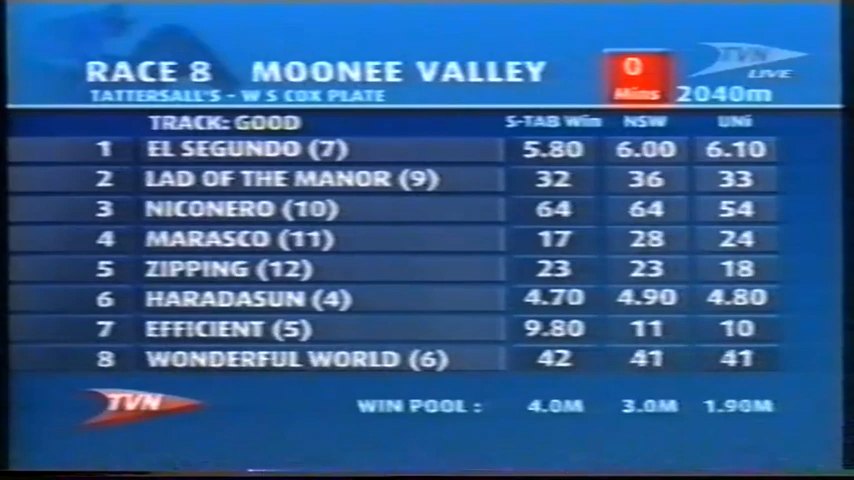 RACE 8 MOONEE VALLEY 0 TVN
TATTERSALL'S - W S COX PLATE Mins 2040m LIVE
TRACK: GOOD S-TAB Win NSW UNi
1 EL SEGUNDO (7) 5.80 6.00 6.10
2 LAD OF THE MANOR (9) 32 36 33
3 NICONERO (10) 64 64 54
4 MARASCO (11) 17 28 24
5 ZIPPING (12) 23 23 18
6 HARADASUN (4) 4.70 4.90 4.80
7 EFFICIENT (5) 9.80 11 10
8 WONDERFUL WORLD (6) 42 41 41
TVN WIN POOL : 4.0M 3.0M 1.90M